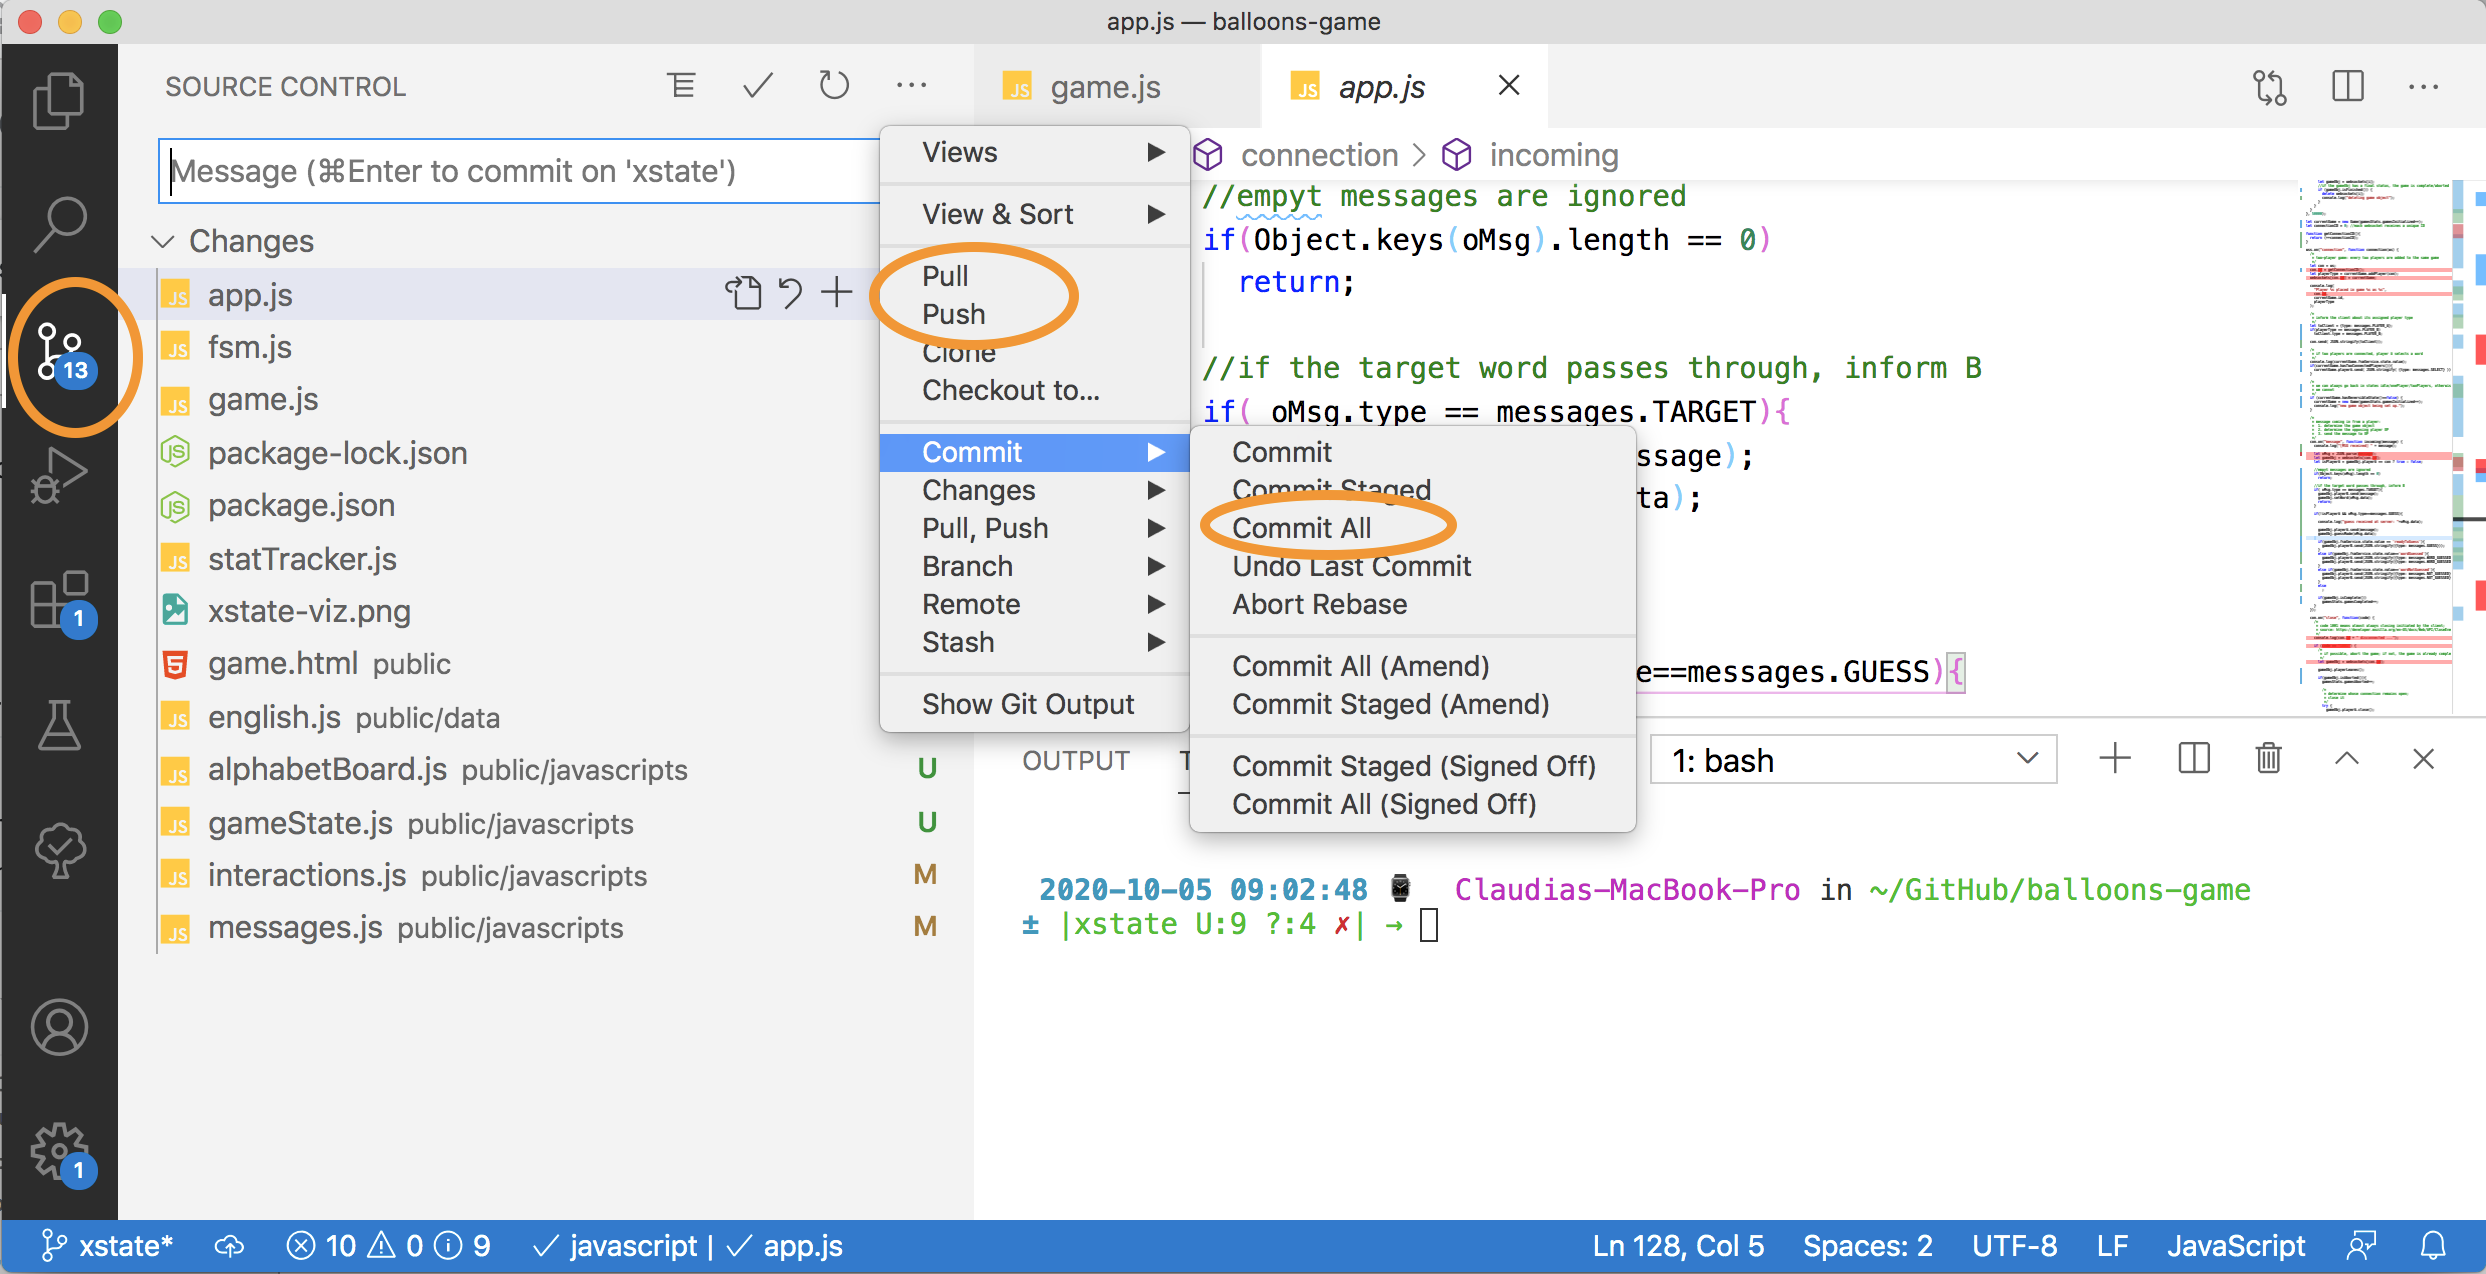 app.js — balloons-game
SOURCE CONTROL
game.js
app.js
Message (⌘Enter to commit on 'xstate')
connection > incoming
Changes
app.js
fsm.js
game.js
package-lock.json
package.json
statTracker.js
xstate-viz.png
game.html public
english.js public/data
alphabetBoard.js public/javascripts U
gameState.js public/javascripts U
interactions.js public/javascripts M
messages.js public/javascripts M
13
1
1
Views
View & Sort
Pull
Push
Clone
Checkout to...
Commit
Changes
Pull, Push
Branch
Remote
Stash
Show Git Output
Commit
Commit Staged
Commit All
Undo Last Commit
Abort Rebase
Commit All (Amend)
Commit Staged (Amend)
Commit Staged (Signed Off)
Commit All (Signed Off)
//empyt messages are ignored
if(Object.keys(oMsg).length == 0)
return;
//if the target word passes through, inform B
if( oMsg.type == messages.TARGET){
ssage);
ta);
e==messages.GUESS){
OUTPUT
1: bash
2020-10-05 09:02:48 ⌚ Claudias-MacBook-Pro in ~/GitHub/balloons-game
± |xstate U:9 ?:4 ✗| →
xstate* 10 0 9 ✓ javascript | ✓ app.js
Ln 128, Col 5 Spaces: 2 UTF-8 LF JavaScript